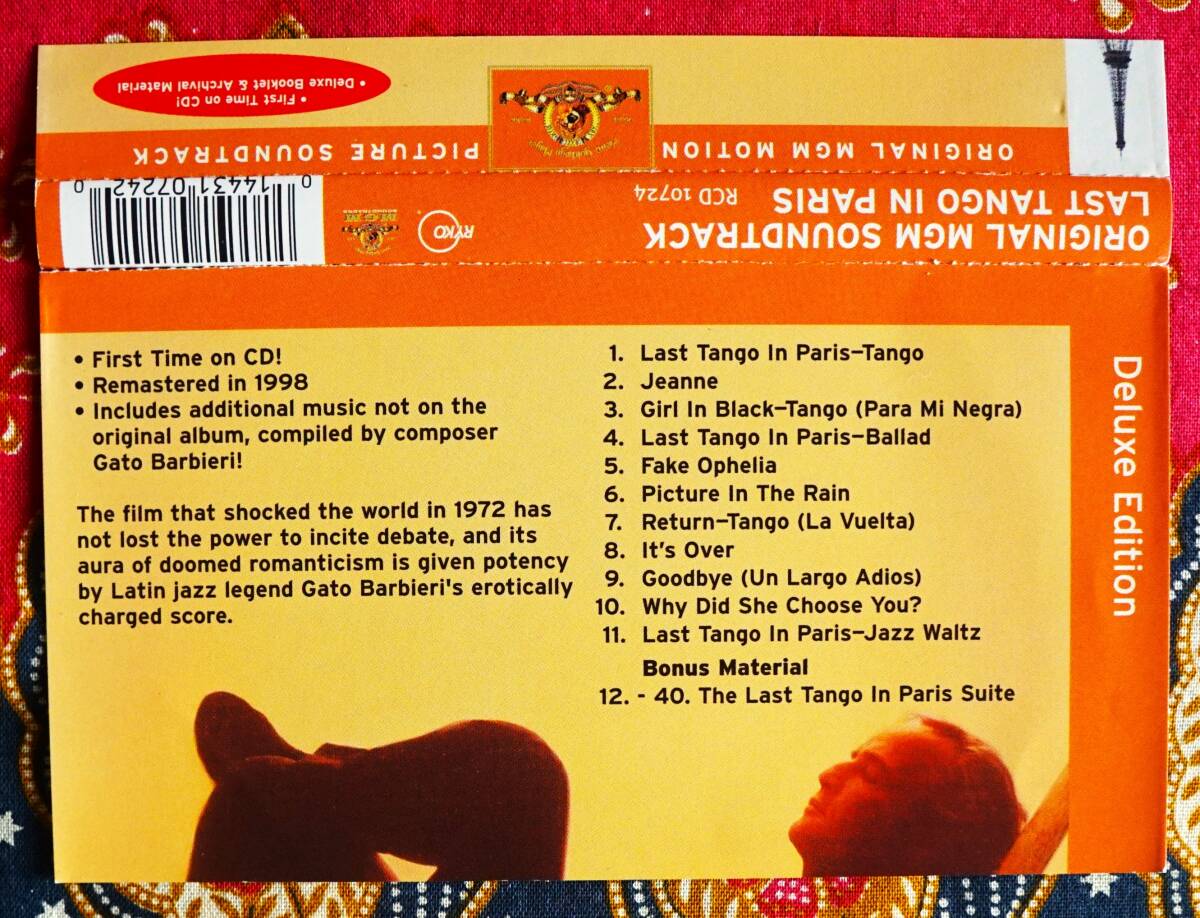 • First Time on CD!
• Deluxe Booklet & Archival Material
ORIGINAL MGM MOTION PICTURE SOUNDTRACK
ORIGINAL MGM SOUNDTRACK
LAST TANGO IN PARIS RCD 10724
RYKO
MGM
0 14431 07242 0
• First Time on CD!
• Remastered in 1998
• Includes additional music not on the
original album, compiled by composer
Gato Barbieri!
The film that shocked the world in 1972 has
not lost the power to incite debate, and its
aura of doomed romanticism is given potency
by Latin jazz legend Gato Barbieri's erotically
charged score.
1. Last Tango In Paris–Tango
2. Jeanne
3. Girl In Black–Tango (Para Mi Negra)
4. Last Tango In Paris–Ballad
5. Fake Ophelia
6. Picture In The Rain
7. Return–Tango (La Vuelta)
8. It's Over
9. Goodbye (Un Largo Adios)
10. Why Did She Choose You?
11. Last Tango In Paris–Jazz Waltz
Bonus Material
12. - 40. The Last Tango In Paris Suite
Deluxe Edition